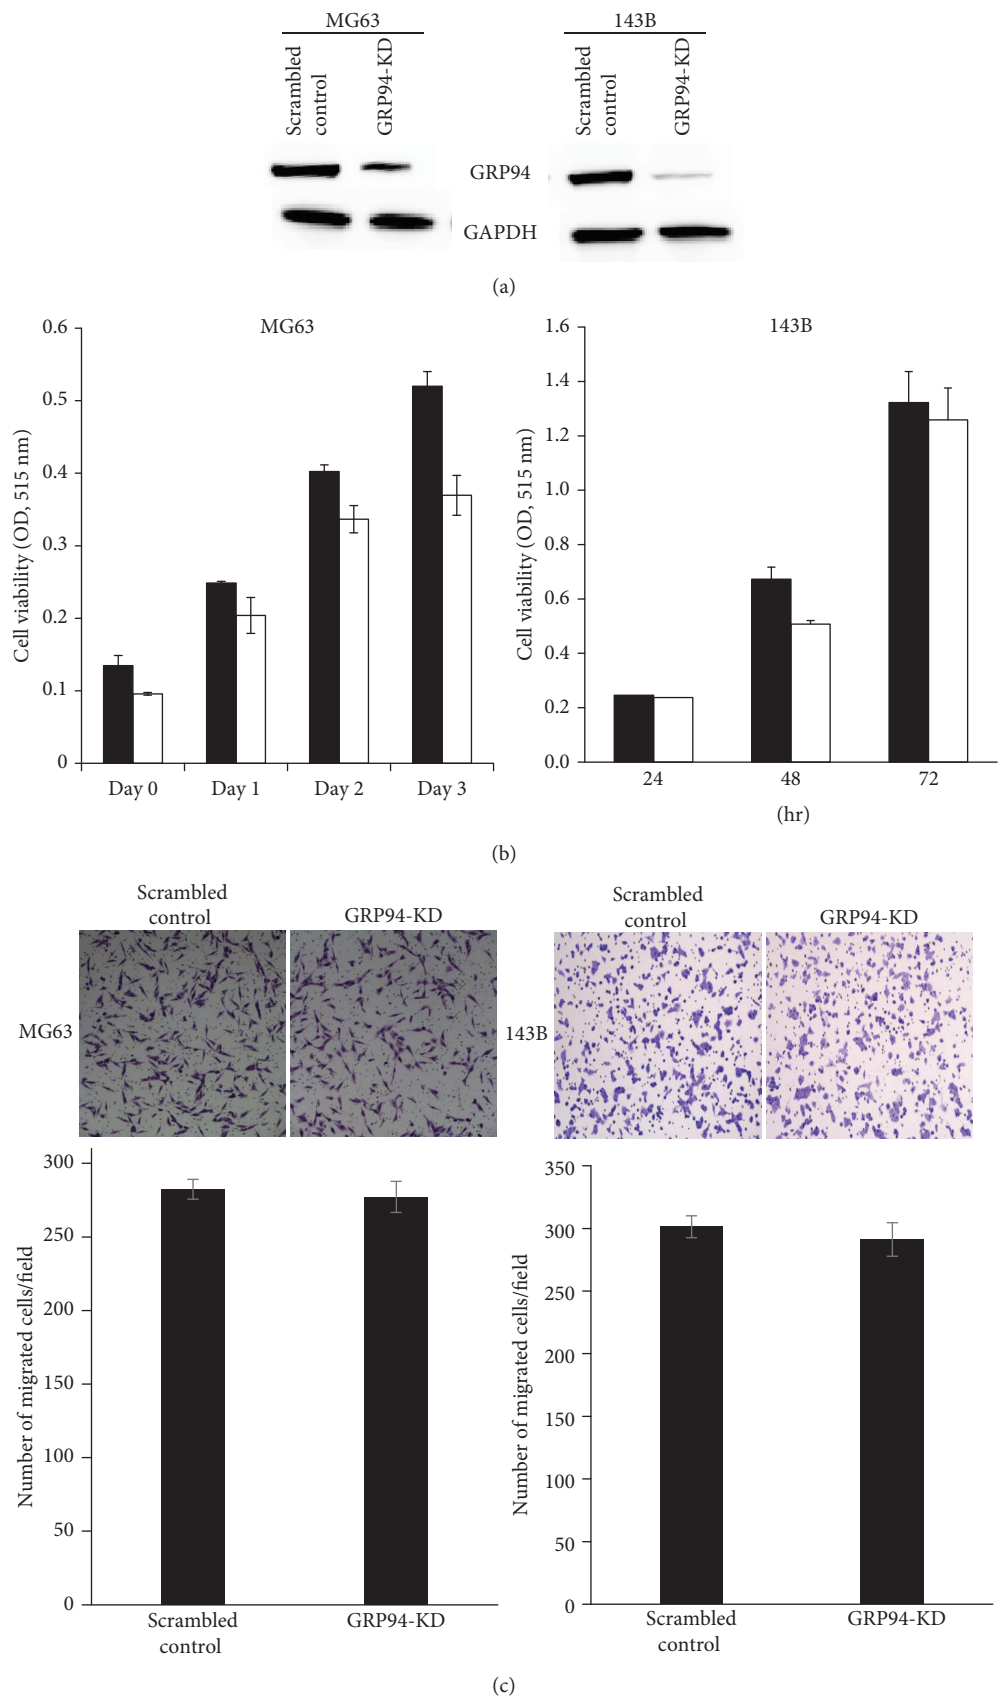 MG63
143B
Scrambled
control
GRP94-KD
Scrambled
control
GRP94-KD
GRP94
GAPDH
(a)
MG63
Cell viability (OD, 515 nm)
0.6
0.5
0.4
0.3
0.2
0.1
0
Day 0
Day 1
Day 2
Day 3
143B
Cell viability (OD, 515 nm)
1.6
1.4
1.2
1.0
0.8
0.6
0.4
0.2
0.0
24
48
72
(hr)
(b)
Scrambled
control
GRP94-KD
MG63
Scrambled
control
GRP94-KD
143B
Number of migrated cells/field
300
250
200
150
100
50
0
Scrambled
control
GRP94-KD
Number of migrated cells/field
350
300
250
200
150
100
50
0
Scrambled
control
GRP94-KD
(c)